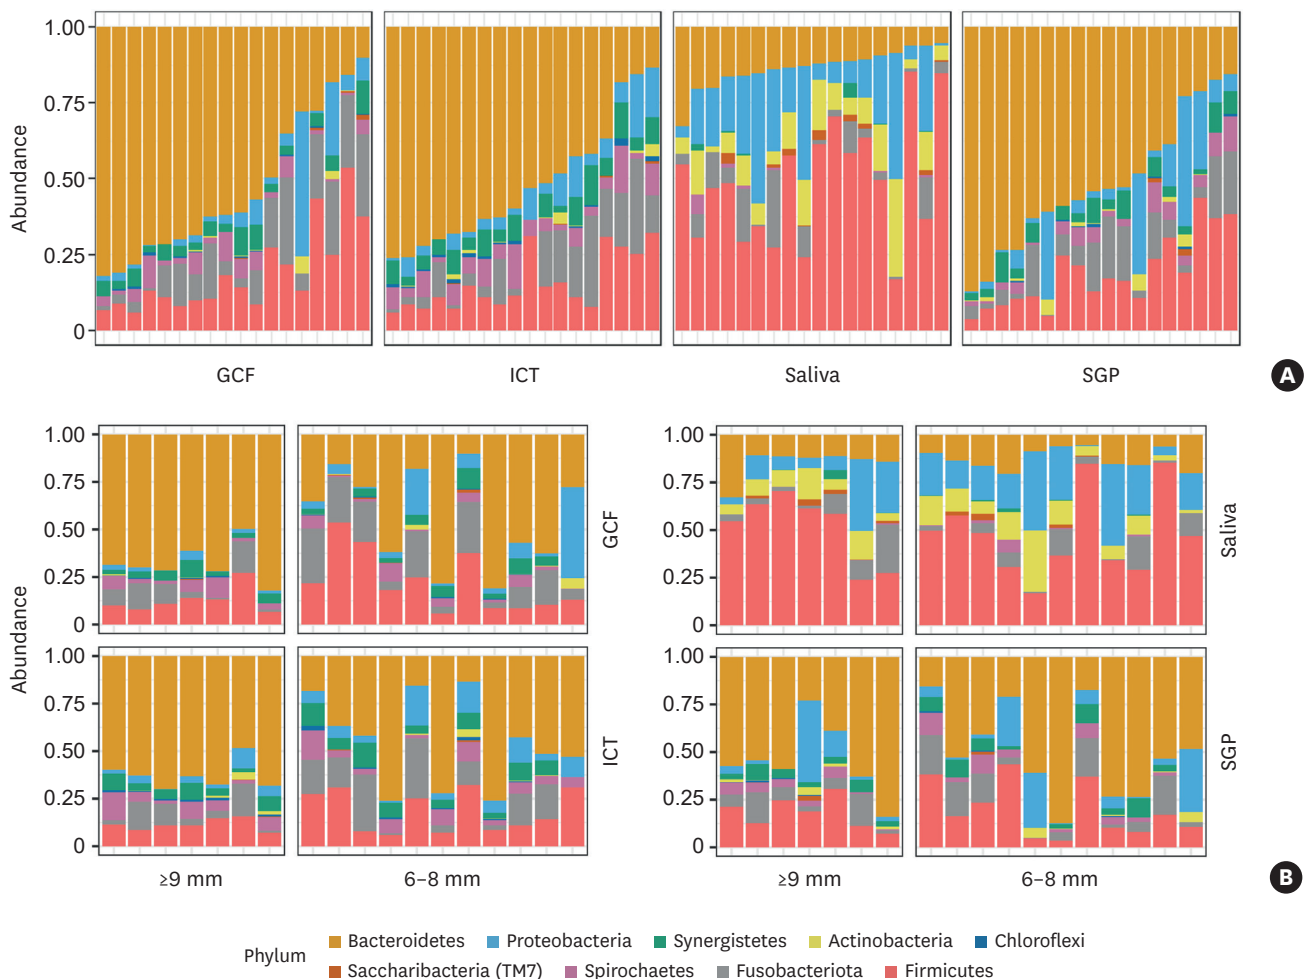 1.00
0.75
0.50
0.25
0
Abundance
GCF
ICT
Saliva
SGP
A
1.00
0.75
0.50
0.25
0
GCF
1.00
0.75
0.50
0.25
0
Saliva
Abundance
1.00
0.75
0.50
0.25
0
ICT
1.00
0.75
0.50
0.25
0
SGP
≥9 mm
6–8 mm
≥9 mm
6–8 mm
B
Phylum
Bacteroidetes Proteobacteria Synergistetes Actinobacteria Chloroflexi
Saccharibacteria (TM7) Spirochaetes Fusobacteriota Firmicutes